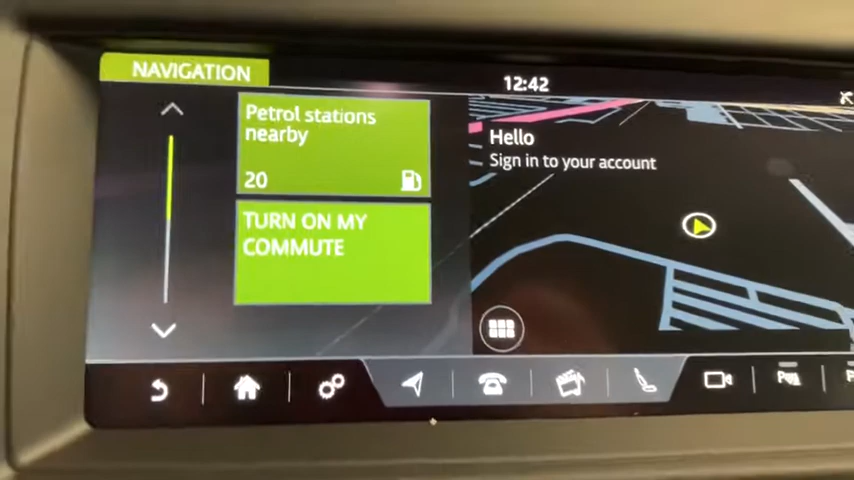 NAVIGATION
12:42
Petrol stations
nearby
20
TURN ON MY
COMMUTE
Hello
Sign in to your account